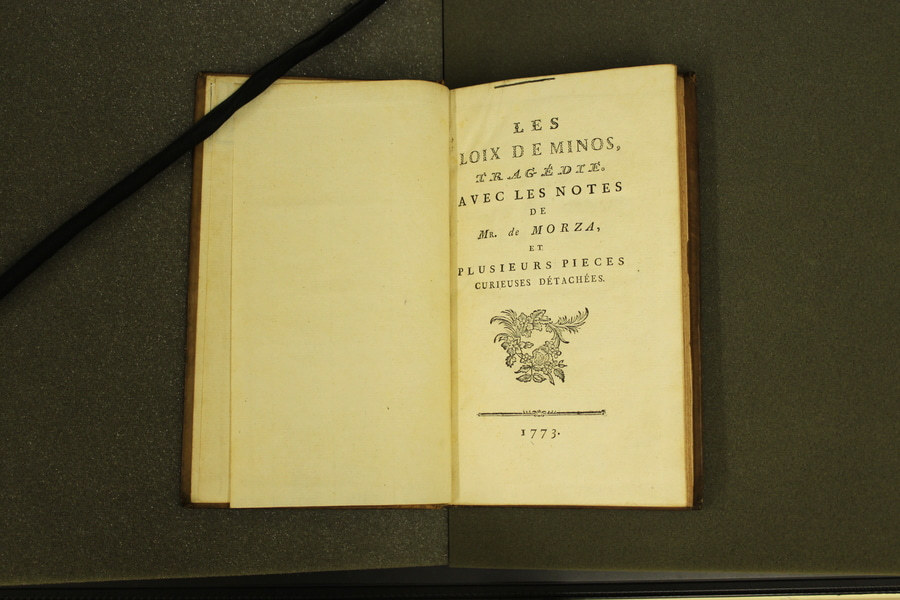 LES
LOIX DE MINOS,
TRAGÉDIE.
AVEC LES NOTES
DE
MR. de MORZA,
ET
PLUSIEURS PIECES
CURIEUSES DÉTACHÉES.
1773.